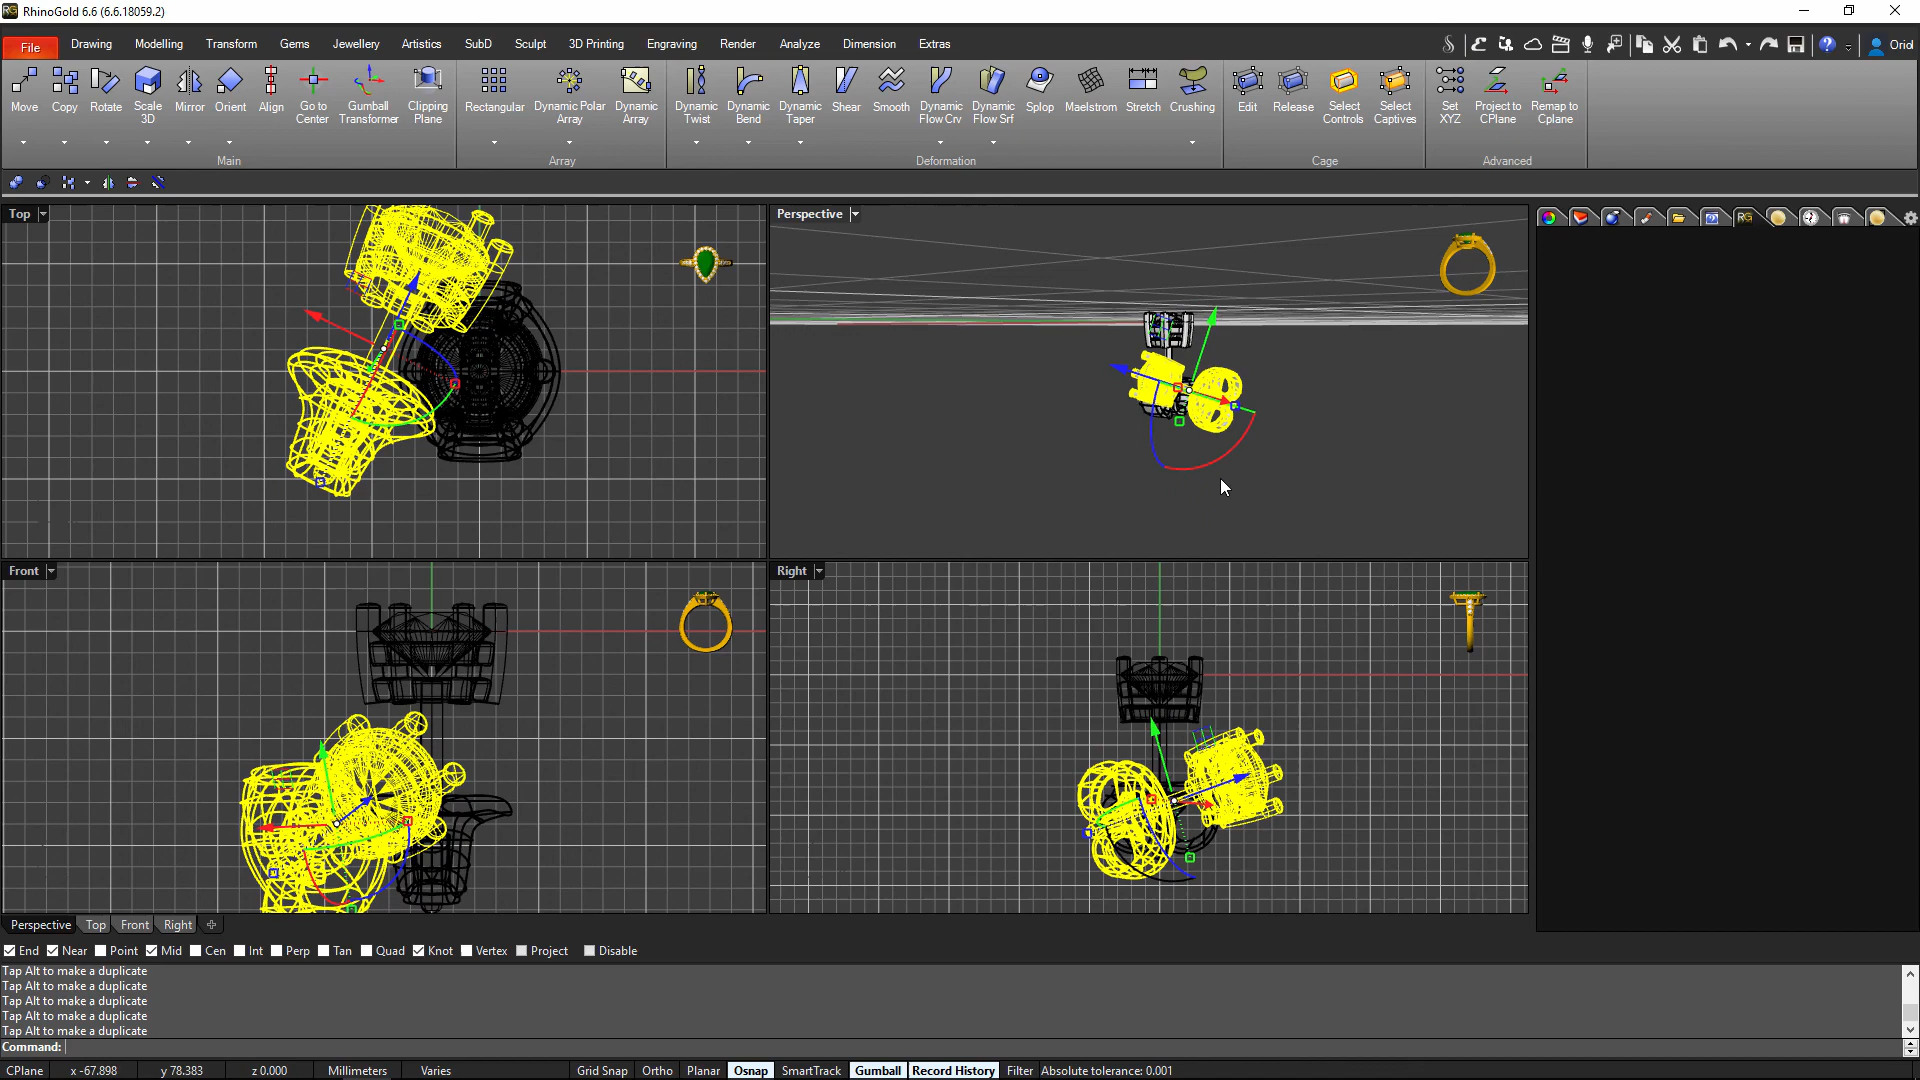 RhinoGold 6.6 (6.6.18059.2)
File Drawing Modelling Transform Gems Jewellery Artistics SubD Sculpt 3D Printing Engraving Render Analyze Dimension Extras Oriol
Move Copy Rotate Scale 3D Mirror Orient Align Go to Center Gumball Transformer Clipping Plane Rectangular Dynamic Polar Array Dynamic Array Dynamic Twist Dynamic Bend Dynamic Taper Shear Smooth Dynamic Flow Crv Dynamic Flow Srf Splop Maelstrom Stretch Crushing Edit Release Select Controls Select Captives Set XYZ Project to CPlane Remap to Cplane
Main Array Deformation Cage Advanced
Top Perspective
RG
Front Right
Perspective Top Front Right
End Near Point Mid Cen Int Perp Tan Quad Knot Vertex Project Disable
Tap Alt to make a duplicate
Tap Alt to make a duplicate
Tap Alt to make a duplicate
Tap Alt to make a duplicate
Tap Alt to make a duplicate
Command:
CPlane x -67.898 y 78.383 z 0.000 Millimeters Varies Grid Snap Ortho Planar Osnap SmartTrack Gumball Record History Filter Absolute tolerance: 0.001